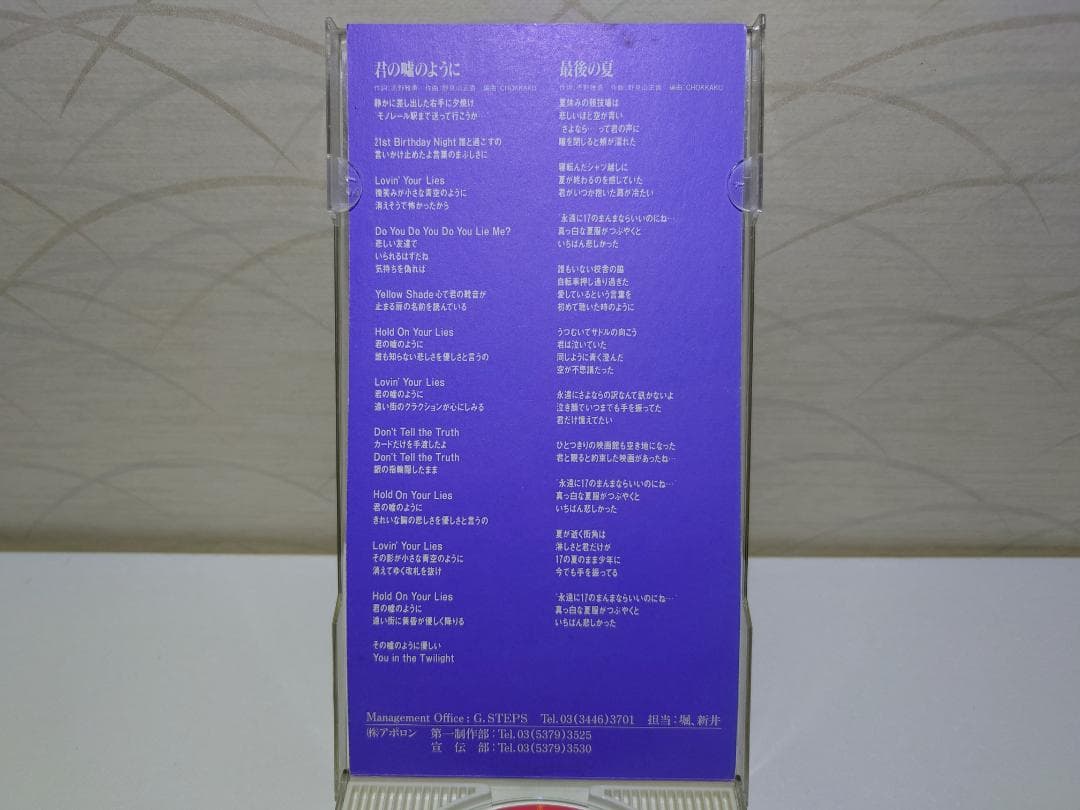 君の嘘のように
作詞: 野雅勇 作曲:野見山正貴 編曲:CHOKKAKU
静かに差し出した右手に夕焼け
"モノレール駅まで送って行こうか…"
21st Birthday Night 誰と過ごすの
言いかけ止めたよ言葉のまぶしさに
Lovin' Your Lies
微笑みが小さな青空のように
消えそうで怖かったから
Do You Do You Do You Lie Me?
悲しい友達で
いられるはずだね
気持ちを偽れば
Yellow Shade 心で君の靴音が
止まる扉の名前を読んでいる
Hold On Your Lies
君の嘘のように
誰も知らない悲しさを優しさと言うの
Lovin' Your Lies
君の嘘のように
遠い街のクラクションが心にしみる
Don't Tell the Truth
カードだけを手渡したよ
Don't Tell the Truth
銀の指輪隠したまま
Hold On Your Lies
君の嘘のように
きれいな胸の悲しさを優しさと言うの
Lovin' Your Lies
その影が小さな青空のように
消えてゆく改札を抜け
Hold On Your Lies
君の嘘のように
遠い街に黄昏が優しく降りる
その嘘のように優しい
You in the Twilight
最後の夏
作詞: 野雅勇 作曲:野見山正貴 編曲:CHOKKAKU
夏休みの競技場は
悲しいほど空が青い
"さよなら…"って君の声に
瞳を閉じると頬が濡れた
寝転んだシャツ越しに
夏が終わるのを感じていた
君がいつか抱いた肩が冷たい
"永遠に17のまんまならいいのにね…"
真っ白な夏服がつぶやくと
いちばん悲しかった
誰もいない校舎の脇
自転車押し通り過ぎた
愛しているという言葉を
初めて聴いた時のように
うつむいてサドルの向こう
君は泣いていた
同じように青く澄んだ
空が不思議だった
永遠にさよならの訳なんて訊かないよ
泣き顔でいつまでも手を振ってた
君だけ憶えてたい
ひとつきりの映画館も空き地になった
君と観ると約束した映画があったね…
"永遠に17のまんまならいいのにね…"
真っ白な夏服がつぶやくと
いちばん悲しかった
夏が逝く街角は
淋しさと君だけが
17の夏のまま少年に
今でも手を振ってる
"永遠に17のまんまならいいのにね…"
真っ白な夏服がつぶやくと
いちばん悲しかった
Management Office:G.STEPS Tel.03(3446)3701 担当:堀、新井
㈱アポロン 第一制作部:Tel.03(5379)3525
宣伝部:Tel.03(5379)3530